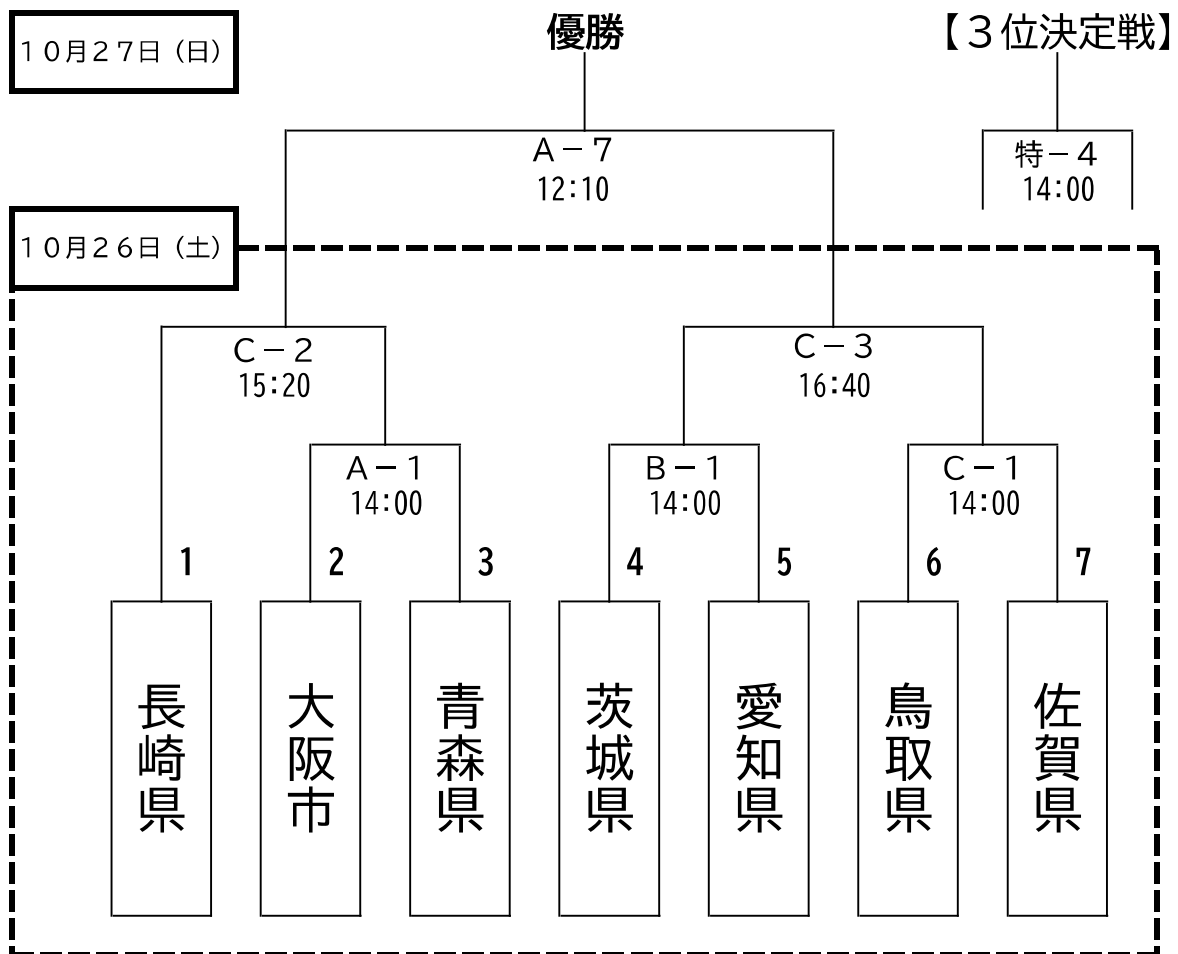 10月27日（日）
優勝
【３位決定戦】
Ａ－７
12:10
特－４
14:00
10月26日（土）
Ｃ－２
15:20
Ｃ－３
16:40
Ａ－１
14:00
Ｂ－１
14:00
Ｃ－１
14:00
1
2
3
4
5
6
7
長崎県
大阪市
青森県
茨城県
愛知県
鳥取県
佐賀県